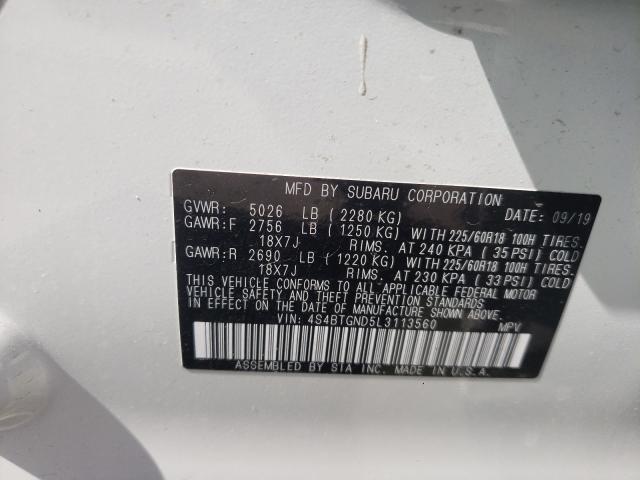 MFD BY SUBARU CORPORATION
GVWR: 5026 LB ( 2280 KG) DATE: 09/19
GAWR:F 2756 LB ( 1250 KG) WITH 225/60R18 100H TIRES.
18X7J RIMS. AT 240 KPA ( 35 PSI) COLD
GAWR:R 2690 LB ( 1220 KG) WITH 225/60R18 100H TIRES.
18X7J RIMS. AT 230 KPA ( 33 PSI) COLD
THIS VEHICLE CONFORMS TO ALL APPLICABLE FEDERAL MOTOR
VEHICLE SAFETY AND THEFT PREVENTION STANDARDS
IN EFFECT ON THE DATE OF MANUFACTURE SHOWN ABOVE.
VIN: 4S4BTGND5L3113560 MPV
ASSEMBLED BY SIA INC. MADE IN U.S.A.